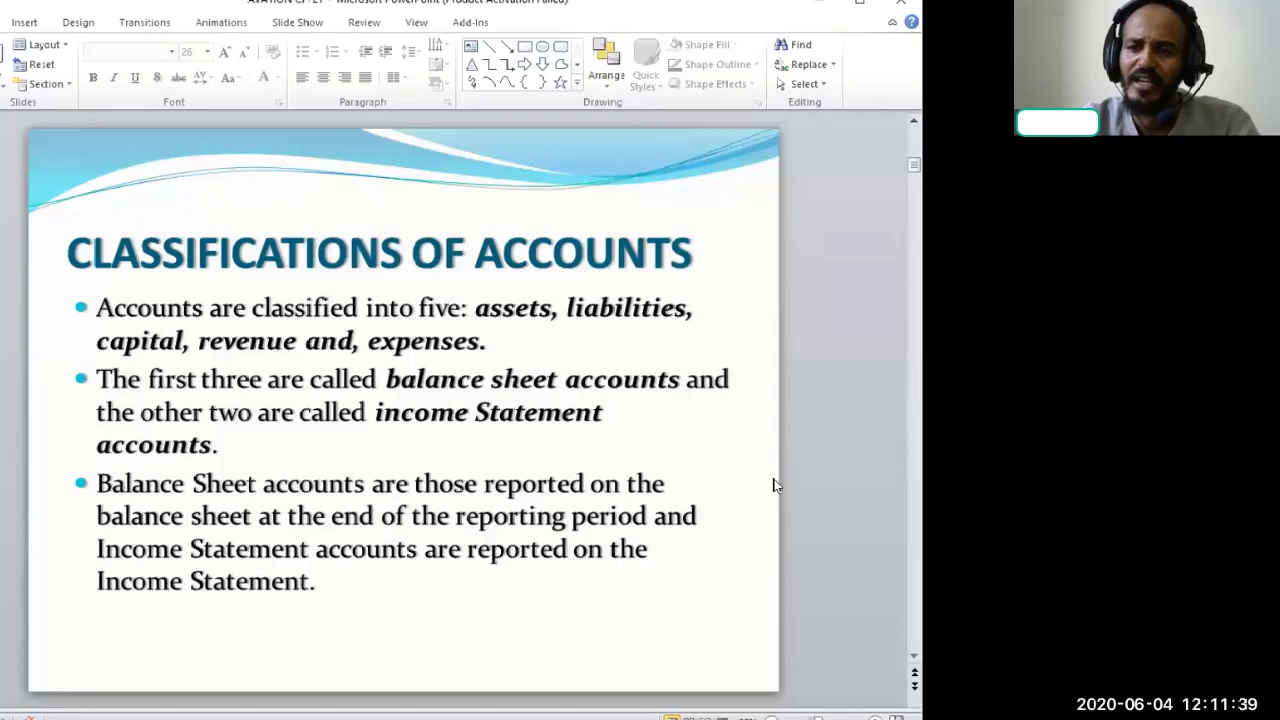 Insert Design Transitions Animations Slide Show Review View Add-Ins
Layout
Reset
Section
Slides
26
B I U S abc AV Aa A
Font
Paragraph
Arrange
Quick
Styles
Shape Fill
Shape Outline
Shape Effects
Drawing
Find
Replace
Select
Editing
CLASSIFICATIONS OF ACCOUNTS
Accounts are classified into five: assets, liabilities,
capital, revenue and, expenses.
The first three are called balance sheet accounts and
the other two are called income Statement
accounts.
Balance Sheet accounts are those reported on the
balance sheet at the end of the reporting period and
Income Statement accounts are reported on the
Income Statement.
2020-06-04 12:11:39